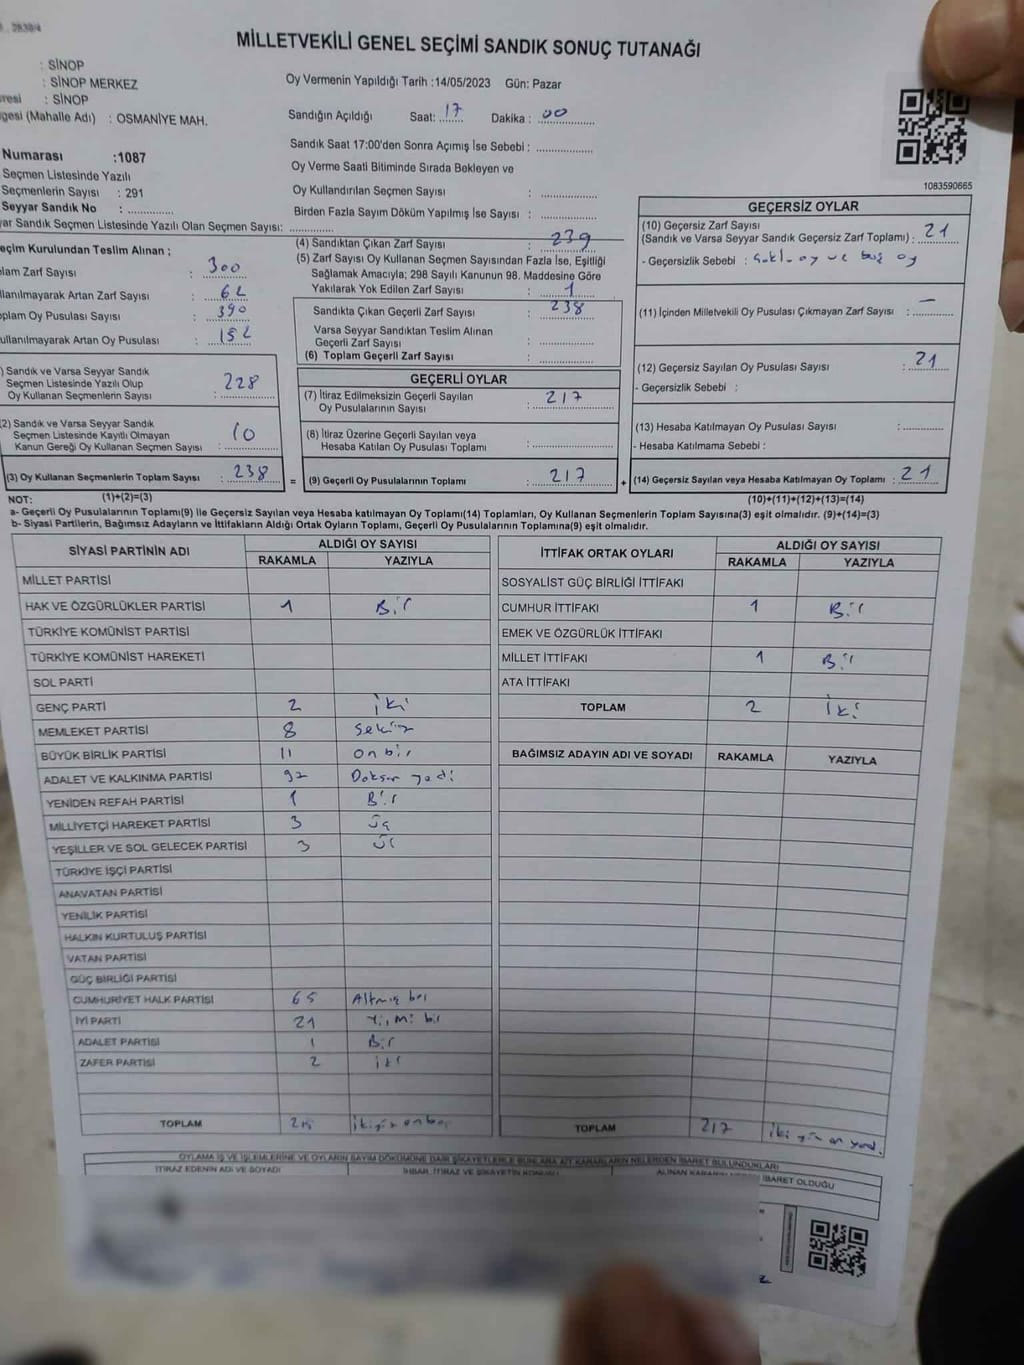 MİLLETVEKİLİ GENEL SEÇİMİ SANDIK SONUÇ TUTANAĞI
: SİNOP
: SİNOP MERKEZ
: SİNOP
(Mahalle Adı) : OSMANİYE MAH.
Numarası : 1087
Seçmen Listesinde Yazılı
Seçmenlerin Sayısı : 291
Seyyar Sandık No :
Sandık Seçmen Listesinde Yazılı Olan Seçmen Sayısı:
Oy Vermenin Yapıldığı Tarih :14/05/2023 Gün: Pazar
Sandığın Açıldığı Saat: 17 Dakika : 00
Sandık Saat 17:00'den Sonra Açımış İse Sebebi :
Oy Verme Saati Bitiminde Sırada Bekleyen ve
Oy Kullandırılan Seçmen Sayısı :
Birden Fazla Sayım Döküm Yapılmış İse Sayısı :
1083590665
Kurulundan Teslim Alınan ;
Zarf Sayısı : 300
Artan Zarf Sayısı : 62
Oy Pusulası Sayısı : 390
Artan Oy Pusulası : 152
Sandık ve Varsa Seyyar Sandık
Seçmen Listesinde Yazılı Olup
Oy Kullanan Seçmenlerin Sayısı : 228
(2) Sandık ve Varsa Seyyar Sandık
Seçmen Listesinde Kayıtlı Olmayan
Kanun Gereği Oy Kullanan Seçmen Sayısı : 10
(3) Oy Kullanan Seçmenlerin Toplam Sayısı : 238 =
(4) Sandıktan Çıkan Zarf Sayısı : 239
(5) Zarf Sayısı Oy Kullanan Seçmen Sayısından Fazla İse, Eşitliği
Sağlamak Amacıyla; 298 Sayılı Kanunun 98. Maddesine Göre
Yakılarak Yok Edilen Zarf Sayısı : 1
Sandıkta Çıkan Geçerli Zarf Sayısı : 238
Varsa Seyyar Sandıktan Teslim Alınan
Geçerli Zarf Sayısı :
(6) Toplam Geçerli Zarf Sayısı :
GEÇERLİ OYLAR
(7) İtiraz Edilmeksizin Geçerli Sayılan
Oy Pusulalarının Sayısı : 217
(8) İtiraz Üzerine Geçerli Sayılan veya
Hesaba Katılan Oy Pusulası Toplamı :
(9) Geçerli Oy Pusulalarının Toplamı : 217 +
GEÇERSİZ OYLAR
(10) Geçersiz Zarf Sayısı
(Sandık ve Varsa Seyyar Sandık Geçersiz Zarf Toplamı) : 21
- Geçersizlik Sebebi : oy ve boş oy
(11) İçinden Milletvekili Oy Pusulası Çıkmayan Zarf Sayısı : —
(12) Geçersiz Sayılan Oy Pusulası Sayısı : 21
- Geçersizlik Sebebi :
(13) Hesaba Katılmayan Oy Pusulası Sayısı :
- Hesaba Katılmama Sebebi :
(14) Geçersiz Sayılan veya Hesaba Katılmayan Oy Toplamı : 21
NOT: (1)+(2)=(3) (10)+(11)+(12)+(13)=(14)
a- Geçerli Oy Pusulalarının Toplamı(9) ile Geçersiz Sayılan veya Hesaba katılmayan Oy Toplamı(14) Toplamları, Oy Kullanan Seçmenlerin Toplam Sayısına(3) eşit olmalıdır. (9)+(14)=(3)
b- Siyasi Partilerin, Bağımsız Adayların ve İttifakların Aldığı Ortak Oyların Toplamı, Geçerli Oy Pusulalarının Toplamına(9) eşit olmalıdır.
SİYASİ PARTİNİN ADI ALDIĞI OY SAYISI
RAKAMLA YAZIYLA
MİLLET PARTİSİ
HAK VE ÖZGÜRLÜKLER PARTİSİ 1 Bir
TÜRKİYE KOMÜNİST PARTİSİ
TÜRKİYE KOMÜNİST HAREKETİ
SOL PARTİ
GENÇ PARTİ 2 İki
MEMLEKET PARTİSİ 8 Sekiz
BÜYÜK BİRLİK PARTİSİ 11 on bir
ADALET VE KALKINMA PARTİSİ 97 Doksan yedi
YENİDEN REFAH PARTİSİ 1 Bir
MİLLİYETÇİ HAREKET PARTİSİ 3 üç
YEŞİLLER VE SOL GELECEK PARTİSİ 3 üç
TÜRKİYE İŞÇİ PARTİSİ
ANAVATAN PARTİSİ
YENİLİK PARTİSİ
HALKIN KURTULUŞ PARTİSİ
VATAN PARTİSİ
GÜÇ BİRLİĞİ PARTİSİ
CUMHURİYET HALK PARTİSİ 65 Altmış beş
İYİ PARTİ 21 Yirmi bir
ADALET PARTİSİ 1 Bir
ZAFER PARTİSİ 2 iki
TOPLAM 215 ikiyüz onbeş
İTTİFAK ORTAK OYLARI ALDIĞI OY SAYISI
RAKAMLA YAZIYLA
SOSYALİST GÜÇ BİRLİĞİ İTTİFAKI
CUMHUR İTTİFAKI 1 Bir
EMEK VE ÖZGÜRLÜK İTTİFAKI
MİLLET İTTİFAKI 1 Bir
ATA İTTİFAKI
TOPLAM 2 İki
BAĞIMSIZ ADAYIN ADI VE SOYADI RAKAMLA YAZIYLA
TOPLAM 217 iki yüz on yedi.
OYLAMA İŞ VE İŞLEMLERİNE VE OYLARIN SAYIM DÖKÜMÜNE DAİR ŞİKAYETLERLE BUNLARA AİT KARARLARIN NELERDEN İBARET BULUNDUKLARI
İTİRAZ EDENİN ADI VE SOYADI İHBAR, İTİRAZ VE ŞİKAYETİN KONUSU ALINAN İBARET OLDUĞU